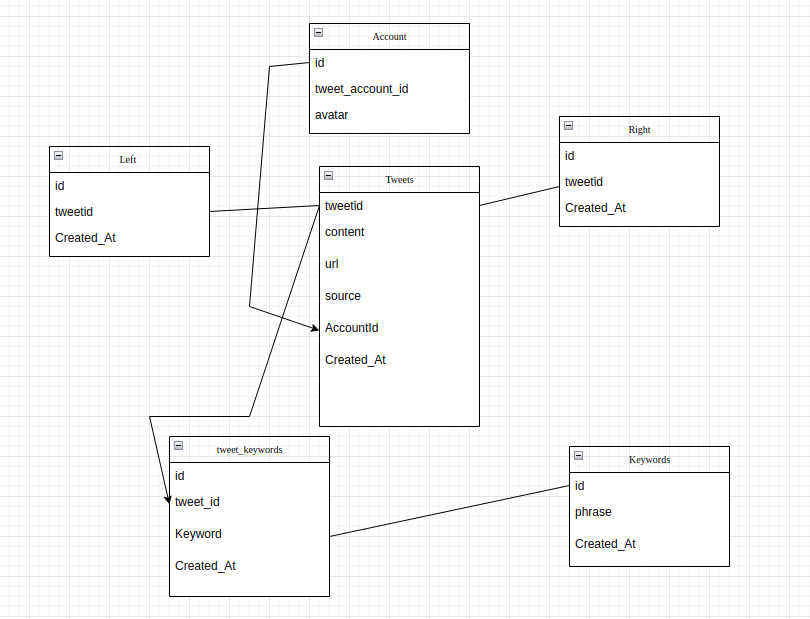 Account
id
tweet_account_id
avatar
Left
id
tweetid
Created_At
Tweets
tweetid
content
url
source
AccountId
Created_At
Right
id
tweetid
Created_At
tweet_keywords
id
tweet_id
Keyword
Created_At
Keywords
id
phrase
Created_At